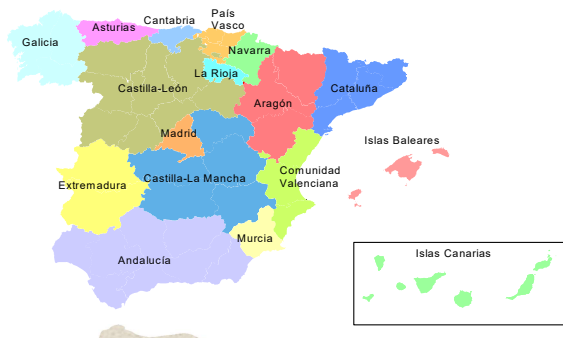 País
Vasco
Cantabria
Asturias
Galicia
Navarra
La Rioja
Castilla-León
Cataluña
Aragón
Madrid
Islas Baleares
Comunidad
Valenciana
Castilla-La Mancha
Extremadura
Murcia
Andalucía
Islas Canarias